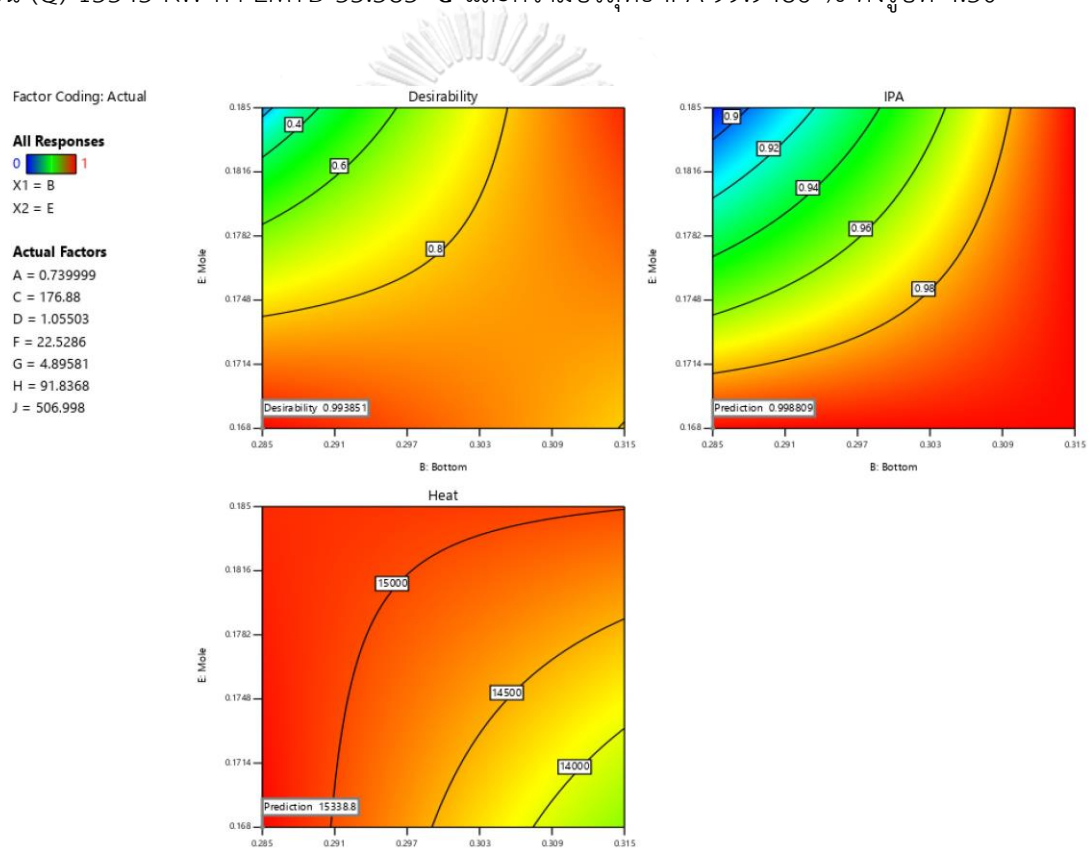 (Q) LMTD IPA
Factor Coding: Actual
All Responses
0 1
X1 = B
X2 = E
Actual Factors
A = 0.739999
C = 176.88
D = 1.05503
F = 22.5286
G = 4.89581
H = 91.8368
J = 506.998
Desirability
E: Mole
0.185
0.1816
0.1782
0.1748
0.1714
0.168
0.4
0.6
0.8
Desirability 0.993851
0.285 0.291 0.297 0.303 0.309 0.315
B: Bottom
IPA
E: Mole
0.185
0.1816
0.1782
0.1748
0.1714
0.168
0.9
0.92
0.94
0.96
0.98
Prediction 0.998809
0.285 0.291 0.297 0.303 0.309 0.315
B: Bottom
Heat
E: Mole
0.185
0.1816
0.1782
0.1748
0.1714
0.168
15000
14500
14000
Prediction 15338.8
0.285 0.291 0.297 0.303 0.309 0.315